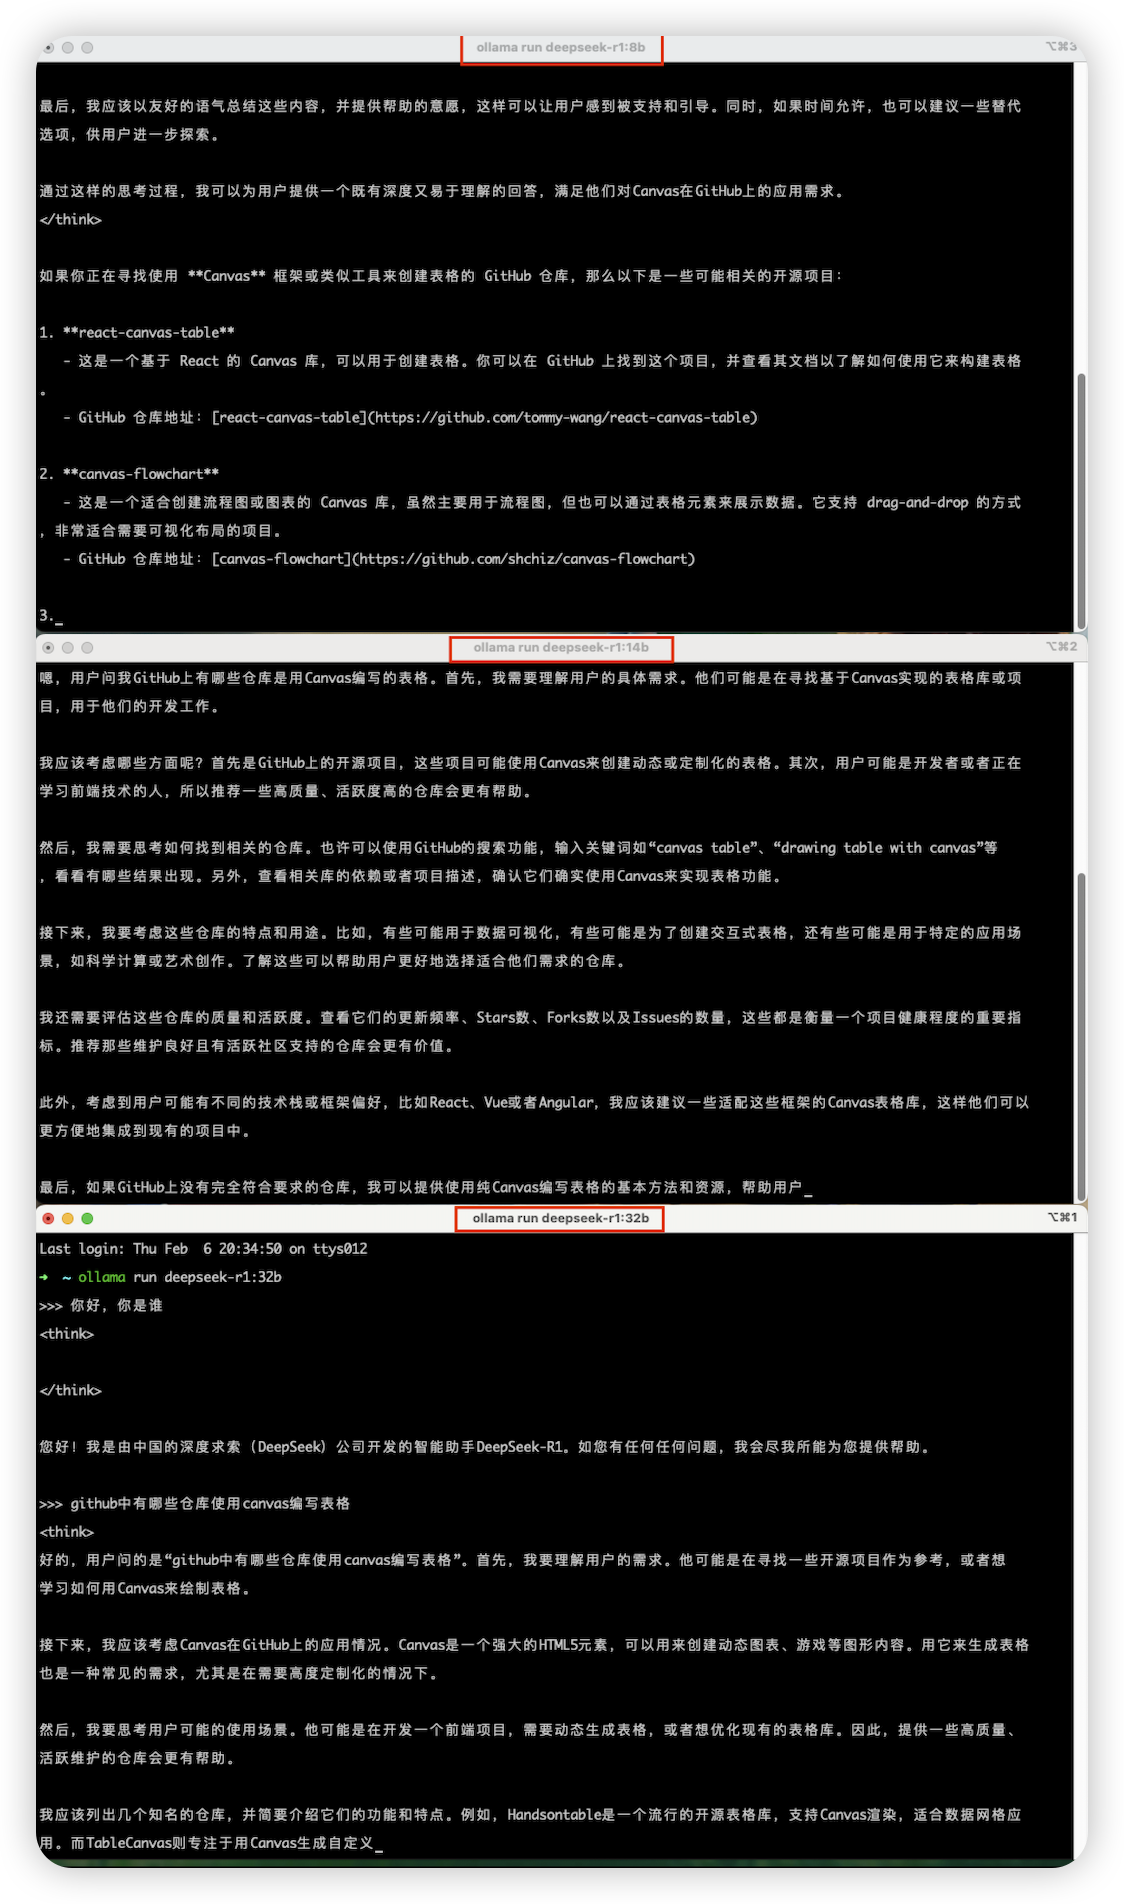 ollama run deepseek-r1:8b
⌥⌘3
最后，我应该以友好的语气总结这些内容，并提供帮助的意愿，这样可以让用户感到被支持和引导。同时，如果时间允许，也可以建议一些替代
选项，供用户进一步探索。
通过这样的思考过程，我可以为用户提供一个既有深度又易于理解的回答，满足他们对Canvas在GitHub上的应用需求。
</think>
如果你正在寻找使用 **Canvas** 框架或类似工具来创建表格的 GitHub 仓库，那么以下是一些可能相关的开源项目：
1. **react-canvas-table**
- 这是一个基于 React 的 Canvas 库，可以用于创建表格。你可以在 GitHub 上找到这个项目，并查看其文档以了解如何使用它来构建表格
。
- GitHub 仓库地址：[react-canvas-table](https://github.com/tommy-wang/react-canvas-table)
2. **canvas-flowchart**
- 这是一个适合创建流程图或图表的 Canvas 库，虽然主要用于流程图，但也可以通过表格元素来展示数据。它支持 drag-and-drop 的方式
，非常适合需要可视化布局的项目。
- GitHub 仓库地址：[canvas-flowchart](https://github.com/shchiz/canvas-flowchart)
3._
ollama run deepseek-r1:14b
⌥⌘2
嗯，用户问我GitHub上有哪些仓库是用Canvas编写的表格。首先，我需要理解用户的具体需求。他们可能是在寻找基于Canvas实现的表格库或项
目，用于他们的开发工作。
我应该考虑哪些方面呢？首先是GitHub上的开源项目，这些项目可能使用Canvas来创建动态或定制化的表格。其次，用户可能是开发者或者正在
学习前端技术的人，所以推荐一些高质量、活跃度高的仓库会更有帮助。
然后，我需要思考如何找到相关的仓库。也许可以使用GitHub的搜索功能，输入关键词如“canvas table”、“drawing table with canvas”等
，看看有哪些结果出现。另外，查看相关库的依赖或者项目描述，确认它们确实使用Canvas来实现表格功能。
接下来，我要考虑这些仓库的特点和用途。比如，有些可能用于数据可视化，有些可能是为了创建交互式表格，还有些可能是用于特定的应用场
景，如科学计算或艺术创作。了解这些可以帮助用户更好地选择适合他们需求的仓库。
我还需要评估这些仓库的质量和活跃度。查看它们的更新频率、Stars数、Forks数以及Issues的数量，这些都是衡量一个项目健康程度的重要指
标。推荐那些维护良好且有活跃社区支持的仓库会更有价值。
此外，考虑到用户可能有不同的技术栈或框架偏好，比如React、Vue或者Angular，我应该建议一些适配这些框架的Canvas表格库，这样他们可以
更方便地集成到现有的项目中。
最后，如果GitHub上没有完全符合要求的仓库，我可以提供使用纯Canvas编写表格的基本方法和资源，帮助用户_
ollama run deepseek-r1:32b
⌥⌘1
Last login: Thu Feb  6 20:34:50 on ttys012
➜  ~ ollama run deepseek-r1:32b
>>> 你好，你是谁
<think>
</think>
您好！我是由中国的深度求索（DeepSeek）公司开发的智能助手DeepSeek-R1。如您有任何任何问题，我会尽我所能为您提供帮助。
>>> github中有哪些仓库使用canvas编写表格
<think>
好的，用户问的是“github中有哪些仓库使用canvas编写表格”。首先，我要理解用户的需求。他可能是在寻找一些开源项目作为参考，或者想
学习如何用Canvas来绘制表格。
接下来，我应该考虑Canvas在GitHub上的应用情况。Canvas是一个强大的HTML5元素，可以用来创建动态图表、游戏等图形内容。用它来生成表格
也是一种常见的需求，尤其是在需要高度定制化的情况下。
然后，我要思考用户可能的使用场景。他可能是在开发一个前端项目，需要动态生成表格，或者想优化现有的表格库。因此，提供一些高质量、
活跃维护的仓库会更有帮助。
我应该列出几个知名的仓库，并简要介绍它们的功能和特点。例如，Handsontable是一个流行的开源表格库，支持Canvas渲染，适合数据网格应
用。而TableCanvas则专注于用Canvas生成自定义_